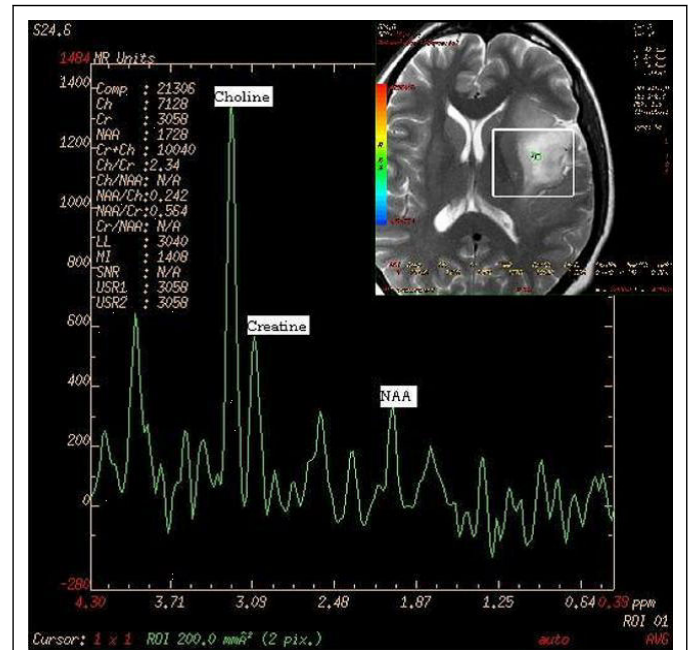 S24.6
1484 MR Units
1400
1200
1000
800
600
400
200
0
-280
Comp : 21306
Ch : 7128
Cr : 3058
NAA : 1728
Cr+Ch : 10040
Ch/Cr :2.34
Ch/NAA: N/A
NAA/Ch:0.242
NAA/Cr:0.564
Cr/NAA: N/A
LL : 3040
MI : 1408
SNR : N/A
USR1 : 3058
USR2 : 3058
Choline
Creatine
NAA
4.30 3.71 3.09 2.48 1.87 1.25 0.64 0.38 ppm
ROI 01
Cursor: 1 x 1 ROI 200.0 mmÂ² (2 pix.) auto AVG